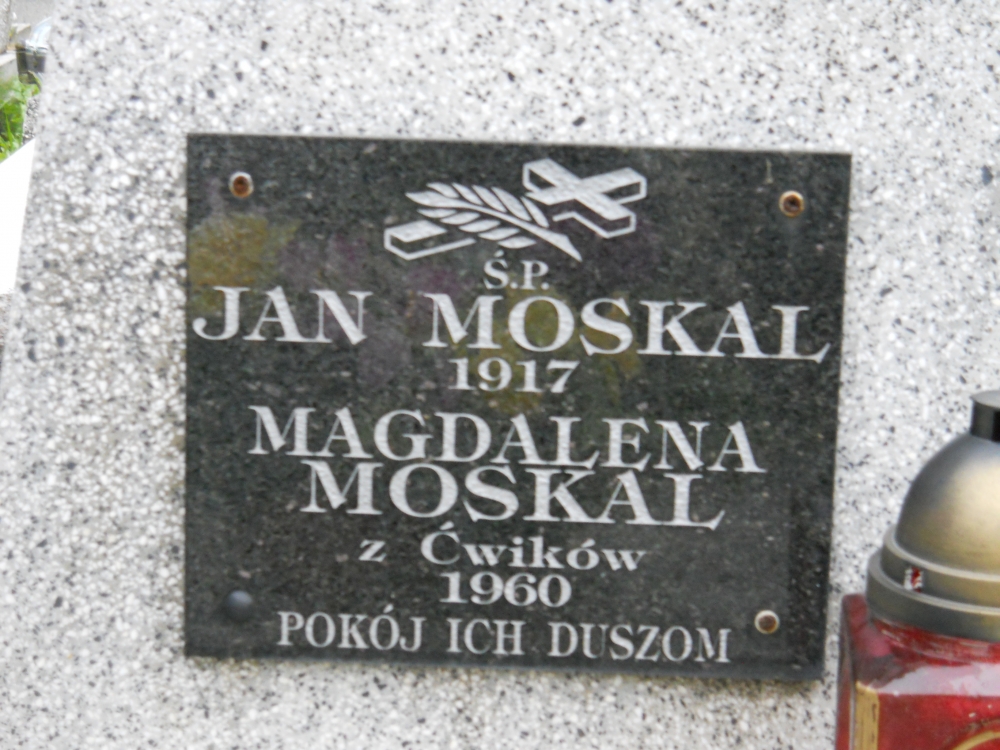 Ś.P.
JAN MOSKAL
1917
MAGDALENA
MOSKAL
z Ćwików
1960
POKÓJ ICH DUSZOM